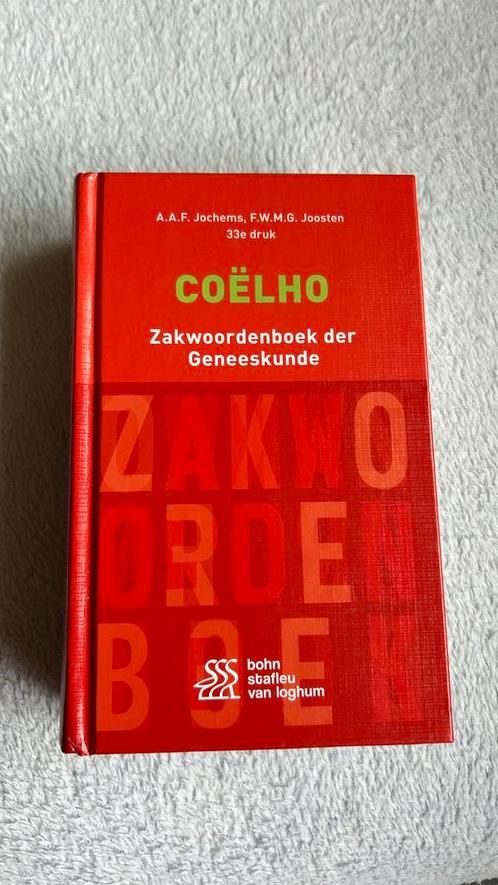 A.A.F. Jochems, F.W.M.G. Joosten
33e druk
COËLHO
Zakwoordenboek der
Geneeskunde
ZAKWO
ORDEN
BOEK
bohn
stafleu
van loghum